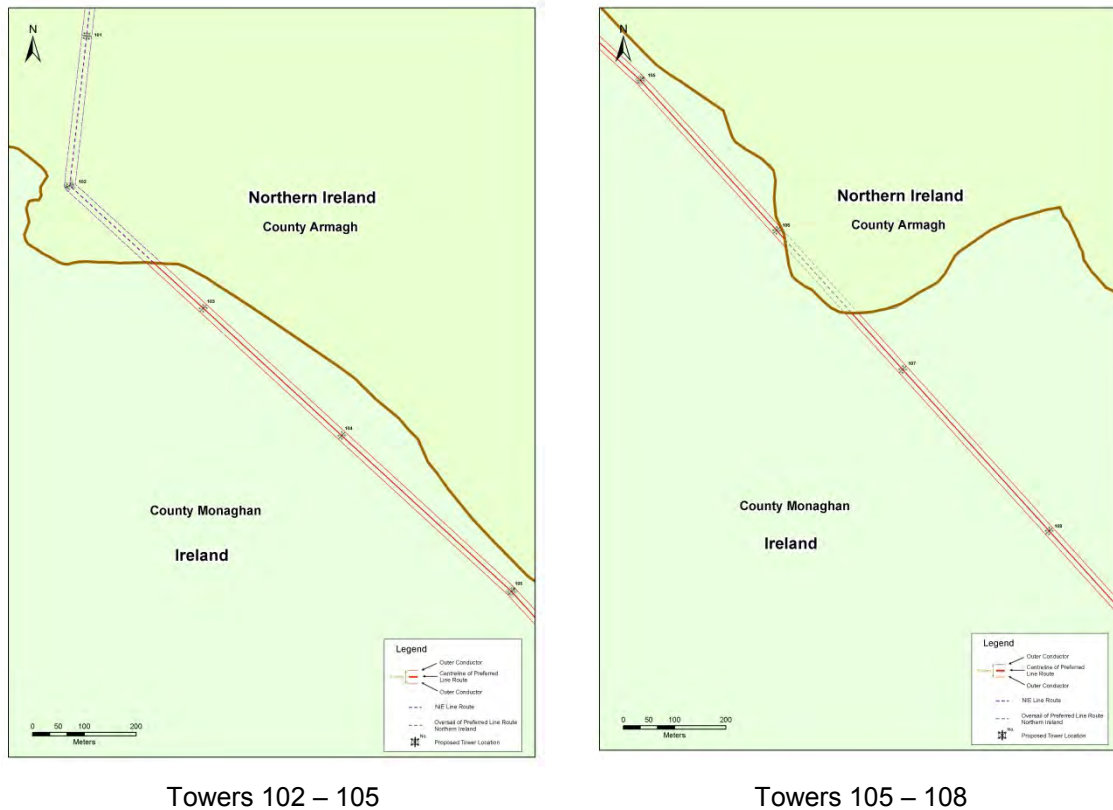 N
101
102
Northern Ireland
County Armagh
103
104
County Monaghan
Ireland
105
Legend
Outer Conductor
Centreline of Preferred
Line Route
Outer Conductor
NIE Line Route
Oversail of Preferred Line Route
Northern Ireland
No.
Proposed Tower Location
0 50 100 200
Meters
Towers 102 – 105
N
105
106
Northern Ireland
County Armagh
107
County Monaghan
Ireland
108
Legend
Outer Conductor
Centreline of Preferred
Line Route
Outer Conductor
NIE Line Route
Oversail of Preferred Line Route
Northern Ireland
No.
Proposed Tower Location
0 50 100 200
Meters
Towers 105 – 108